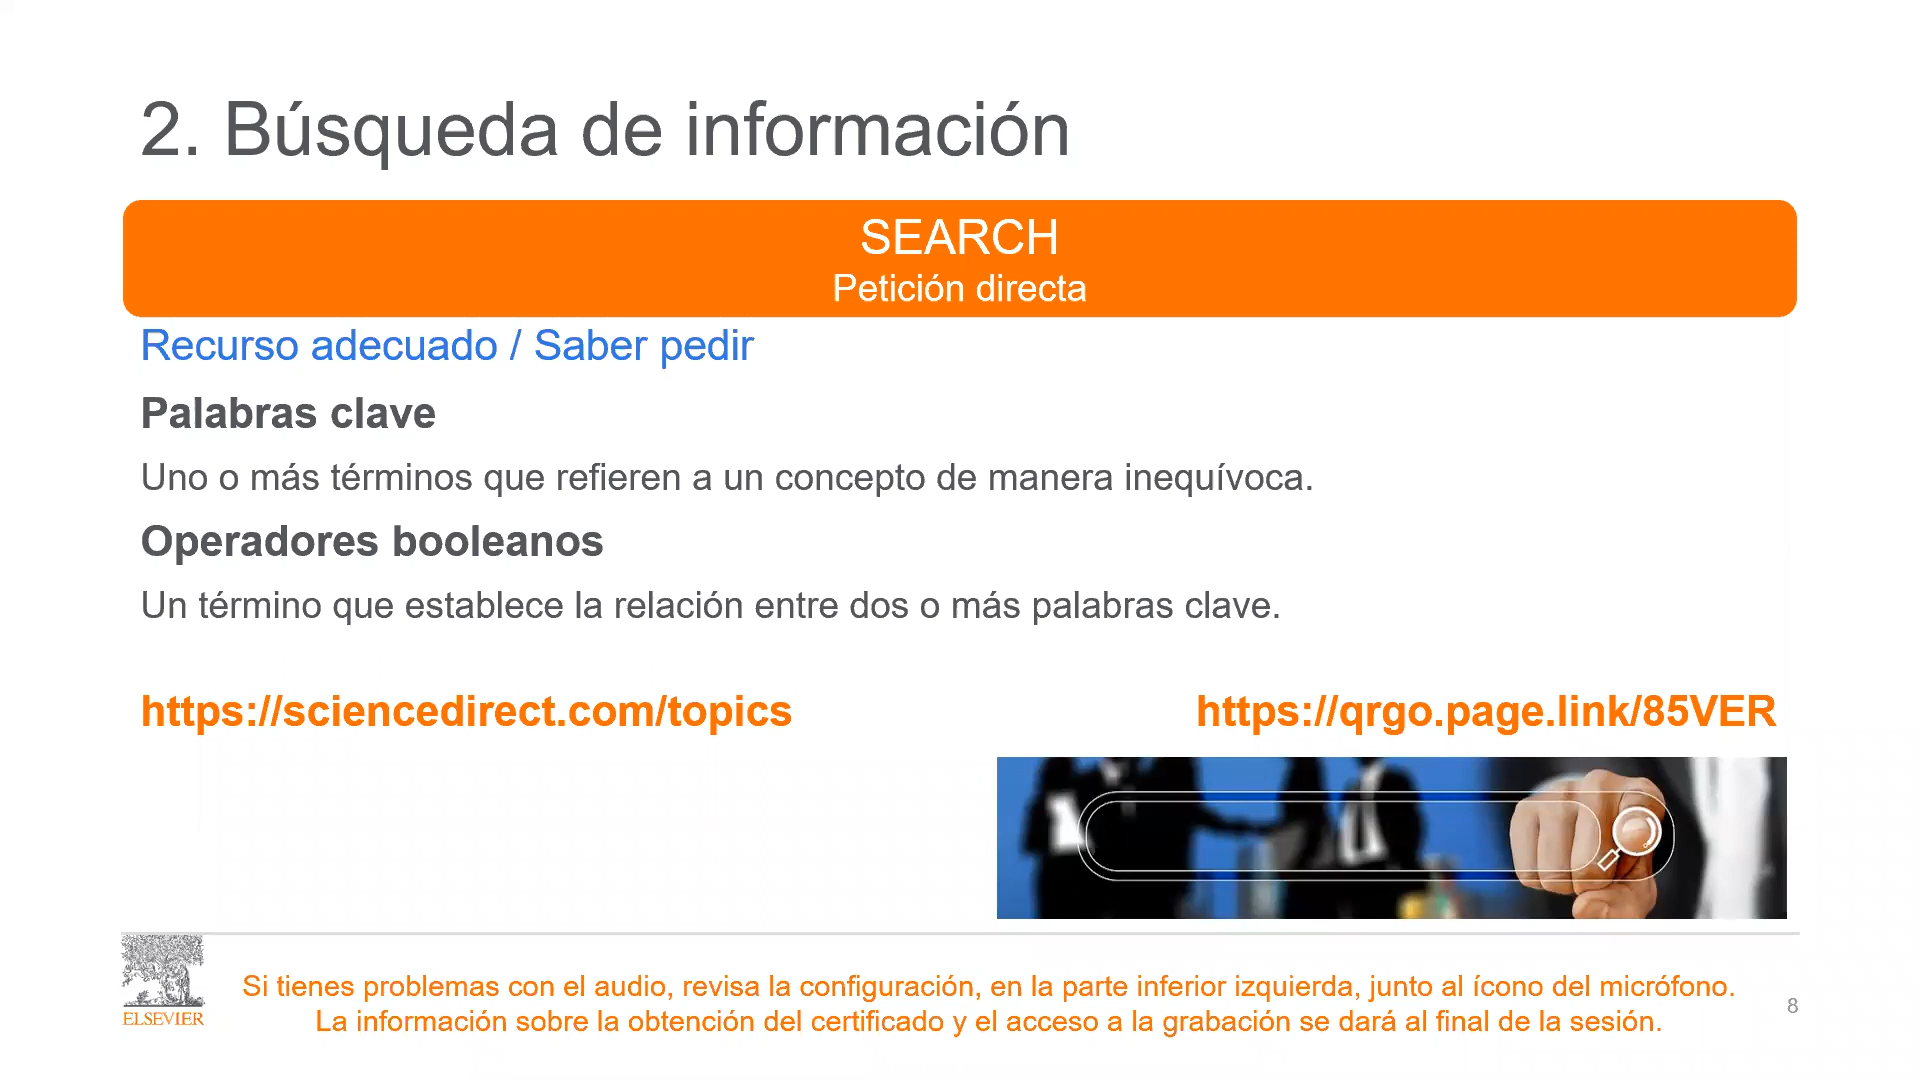 2. Búsqueda de información
SEARCH
Petición directa
Recurso adecuado / Saber pedir
Palabras clave
Uno o más términos que refieren a un concepto de manera inequívoca.
Operadores booleanos
Un término que establece la relación entre dos o más palabras clave.
https://sciencedirect.com/topics
https://qrgo.page.link/85VER
ELSEVIER
Si tienes problemas con el audio, revisa la configuración, en la parte inferior izquierda, junto al ícono del micrófono.
La información sobre la obtención del certificado y el acceso a la grabación se dará al final de la sesión.
8